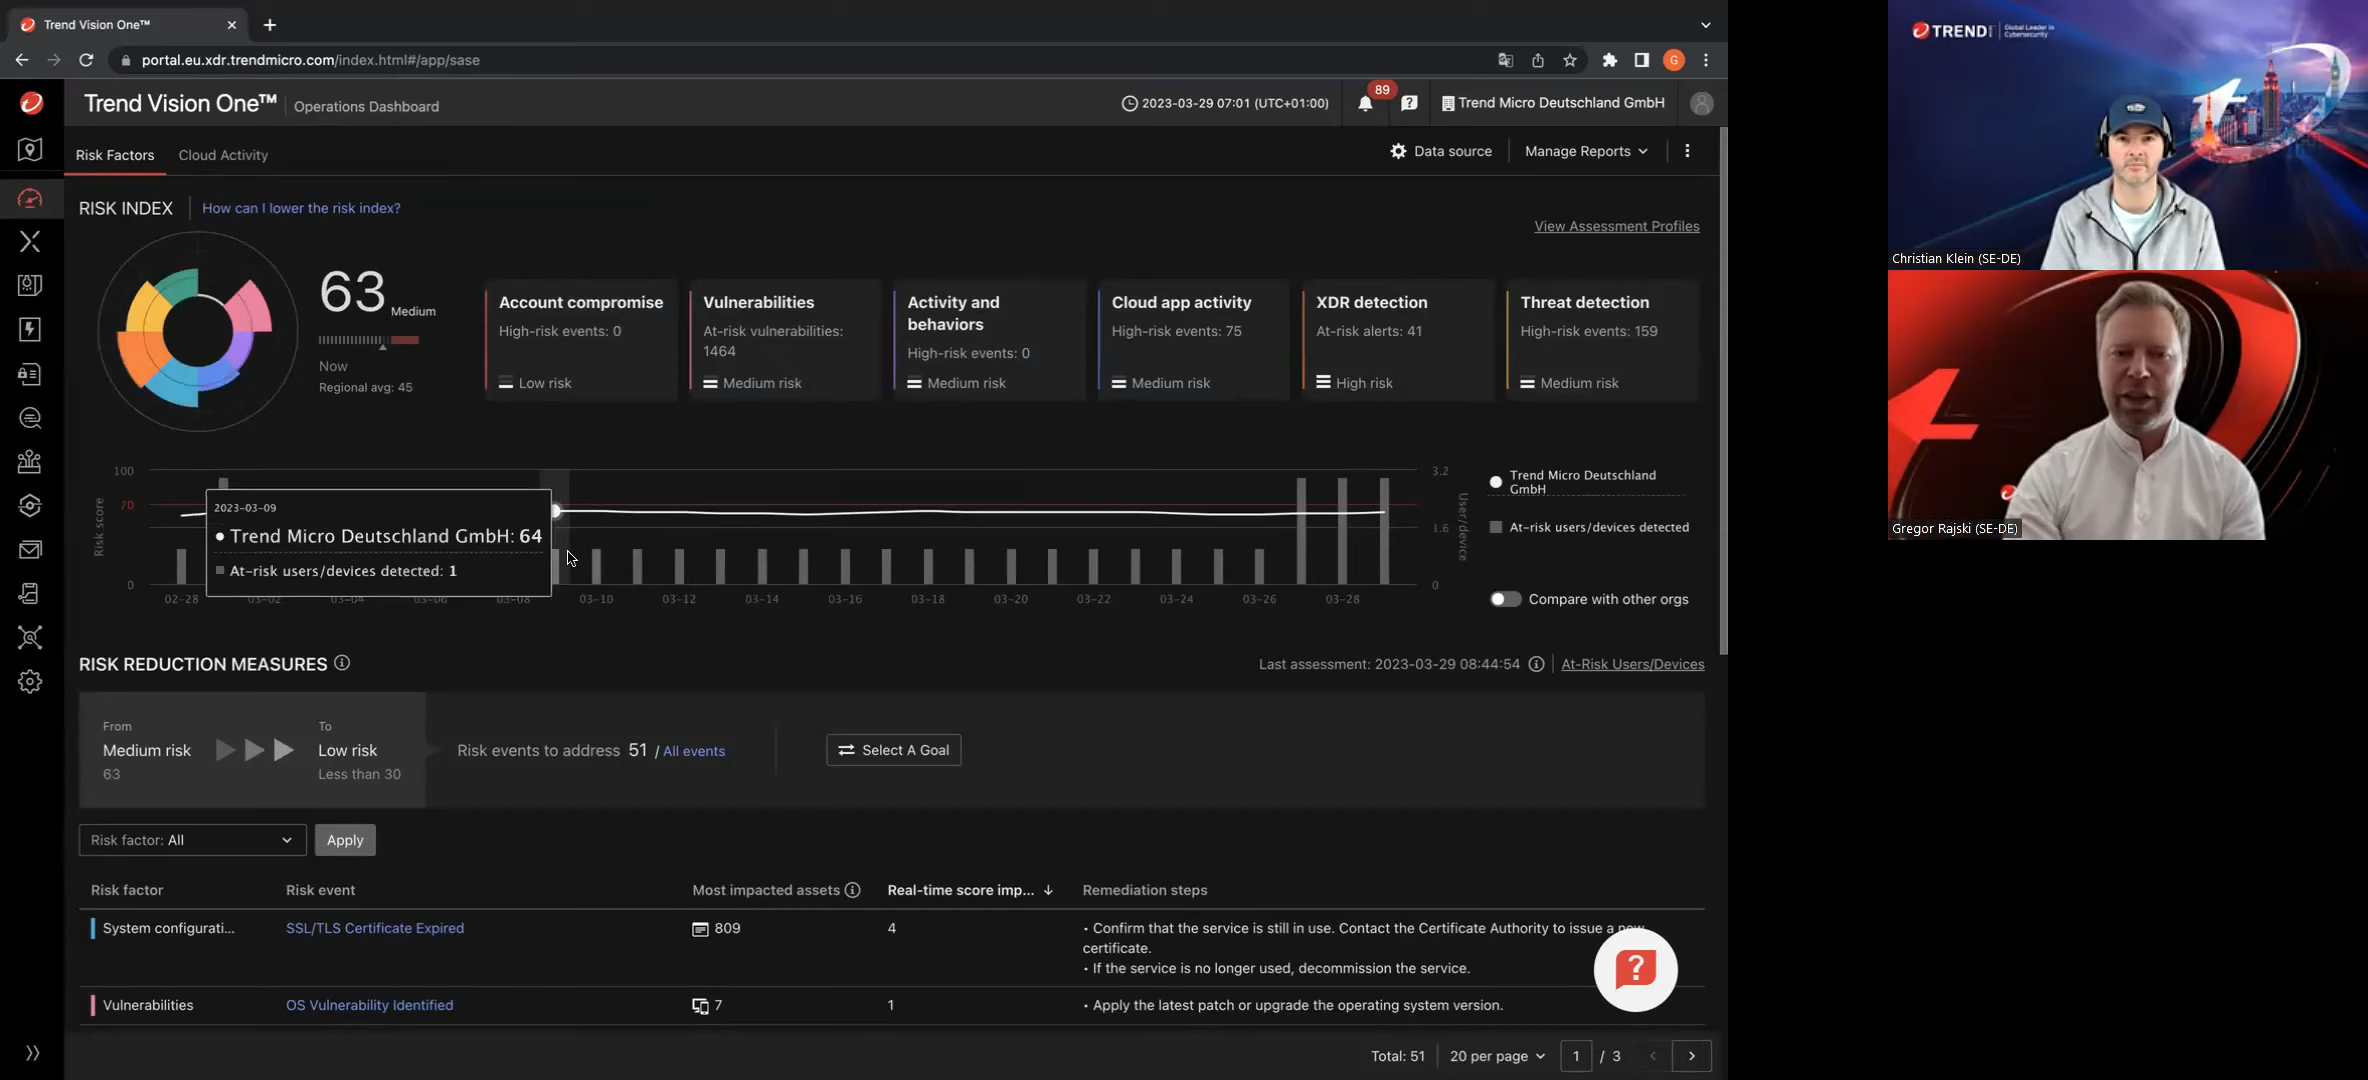 Trend Vision One™
portal.eu.xdr.trendmicro.com/index.html#/app/sase
G
Trend Vision One™
Operations Dashboard
2023-03-29 07:01 (UTC+01:00)
89
Trend Micro Deutschland GmbH
Risk Factors
Cloud Activity
Data source
Manage Reports
RISK INDEX
How can I lower the risk index?
View Assessment Profiles
63
Medium
Now
Regional avg: 45
Account compromise
High-risk events: 0
Low risk
Vulnerabilities
At-risk vulnerabilities:
1464
Medium risk
Activity and
behaviors
High-risk events: 0
Medium risk
Cloud app activity
High-risk events: 75
Medium risk
XDR detection
At-risk alerts: 41
High risk
Threat detection
High-risk events: 159
Medium risk
Risk score
100
70
0
2023-03-09
Trend Micro Deutschland GmbH: 64
At-risk users/devices detected: 1
02-28
03-02
03-04
03-06
03-08
03-10
03-12
03-14
03-16
03-18
03-20
03-22
03-24
03-26
03-28
3.2
1.6
0
User/device
Trend Micro Deutschland
GmbH
At-risk users/devices detected
Compare with other orgs
RISK REDUCTION MEASURES
Last assessment: 2023-03-29 08:44:54
At-Risk Users/Devices
From
Medium risk
63
To
Low risk
Less than 30
Risk events to address 51 / All events
Select A Goal
Risk factor: All
Apply
Risk factor
Risk event
Most impacted assets
Real-time score imp...
Remediation steps
System configurati...
SSL/TLS Certificate Expired
809
4
• Confirm that the service is still in use. Contact the Certificate Authority to issue a new
certificate.
• If the service is no longer used, decommission the service.
Vulnerabilities
OS Vulnerability Identified
7
1
• Apply the latest patch or upgrade the operating system version.
Total: 51
20 per page
1 / 3
TREND
Global Leader in
Cybersecurity
Christian Klein (SE-DE)
Gregor Rajski (SE-DE)